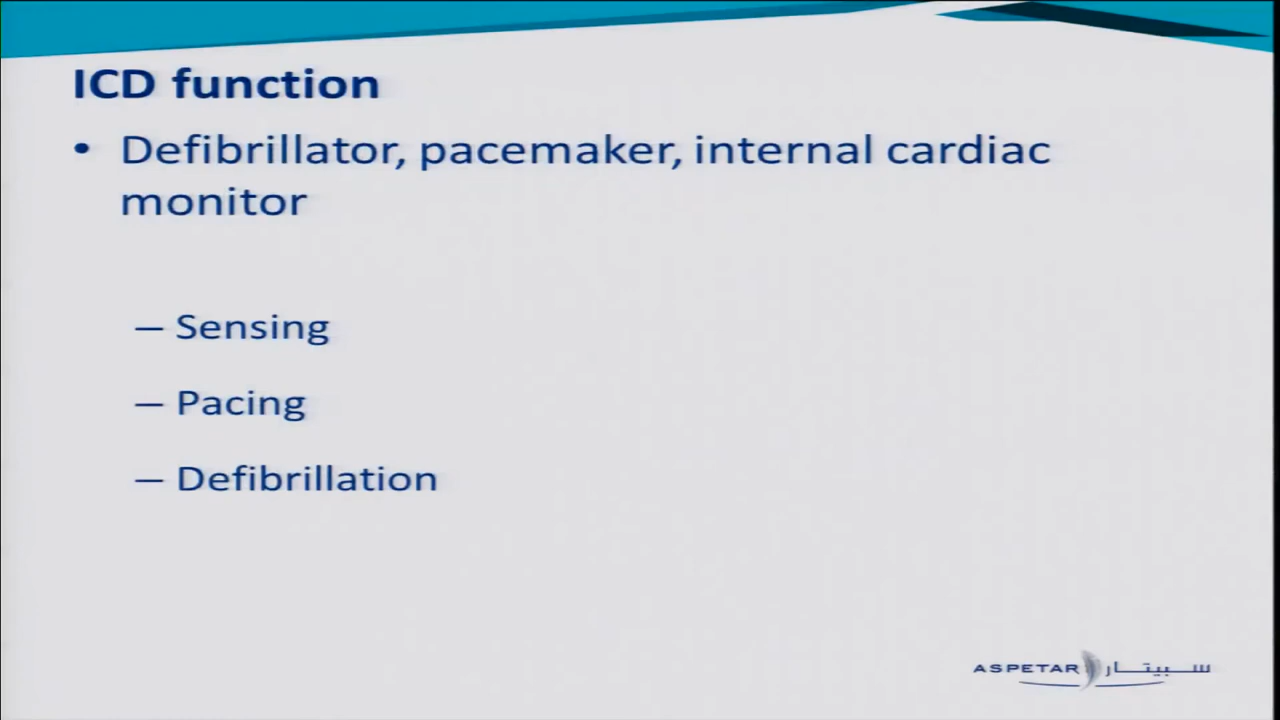 ICD function
• Defibrillator, pacemaker, internal cardiac
monitor
– Sensing
– Pacing
– Defibrillation
ASPETAR سبيتار